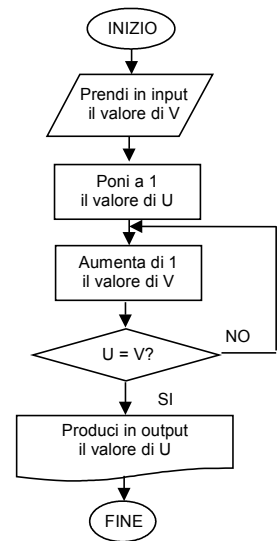 INIZIO
Prendi in input
il valore di V
Poni a 1
il valore di U
Aumenta di 1
il valore di V
U = V?
NO
SI
Produci in output
il valore di U
FINE